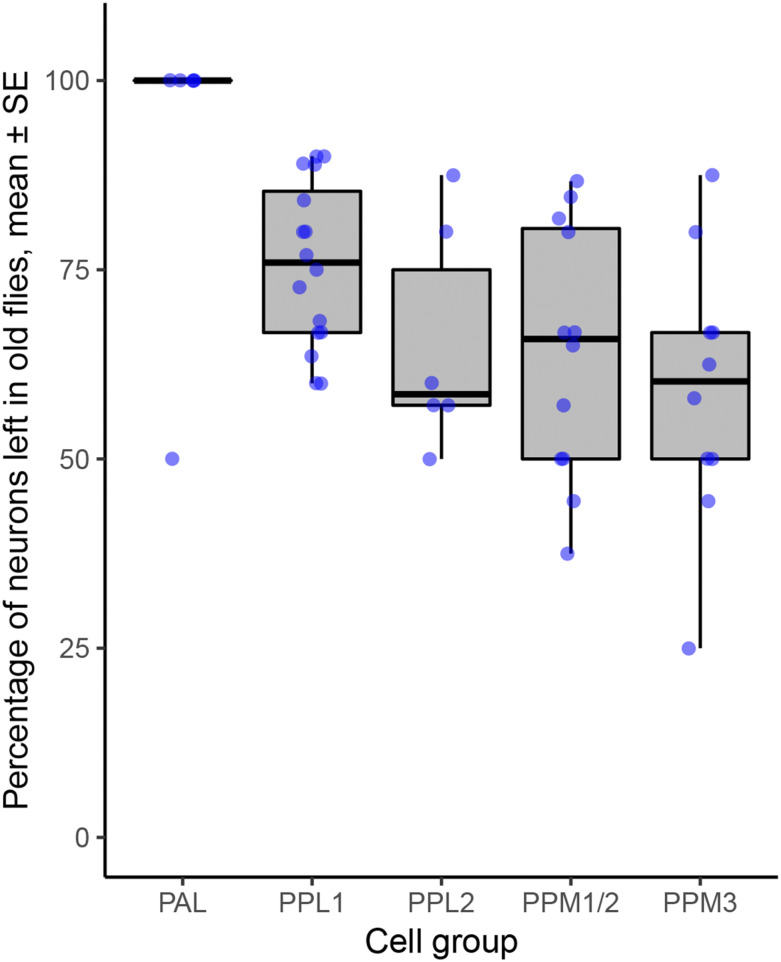 Percentage of neurons left in old flies, mean ± SE
100
75
50
25
0
PAL PPL1 PPL2 PPM1/2 PPM3
Cell group